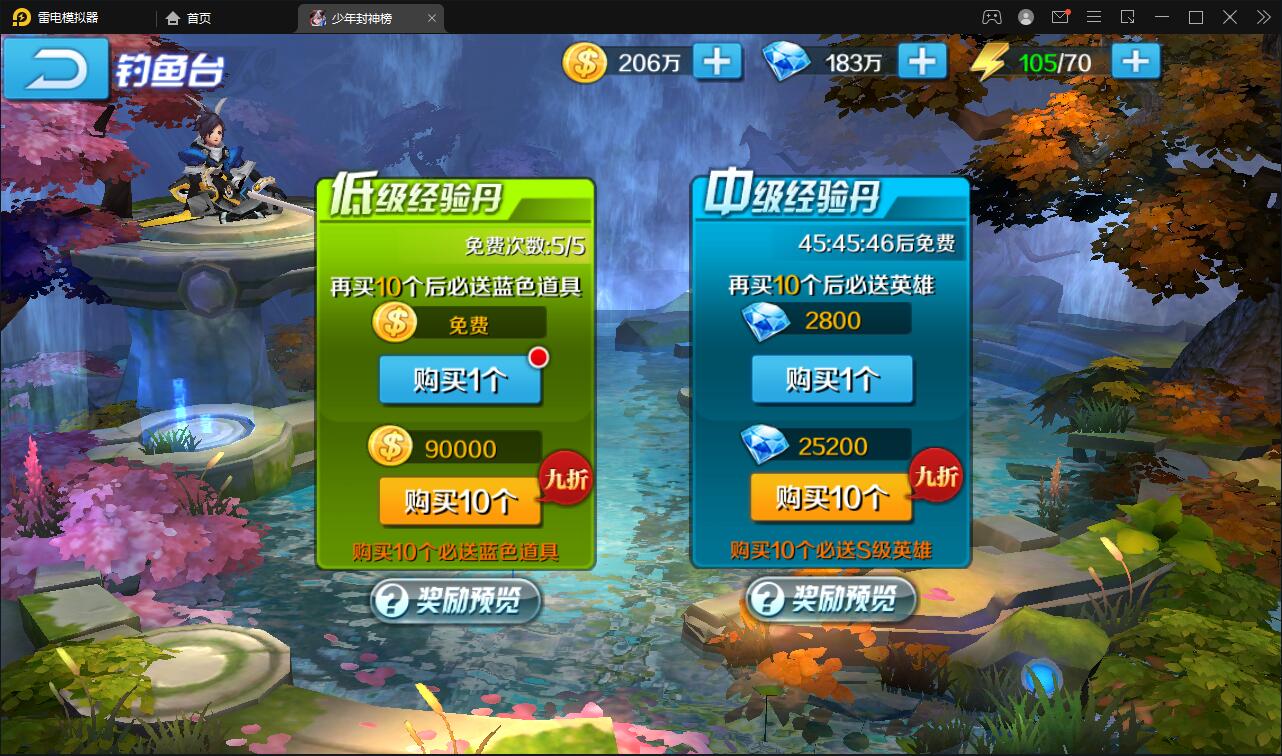 雷电模拟器
首页
少年封神榜
钓鱼台
206万
183万
105/70
低级经验丹
免费次数:5/5
再买10个后必送蓝色道具
免费
购买1个
90000
九折
购买10个
购买10个必送蓝色道具
奖励预览
中级经验丹
45:45:46后免费
再买10个后必送英雄
2800
购买1个
25200
九折
购买10个
购买10个必送S级英雄
奖励预览